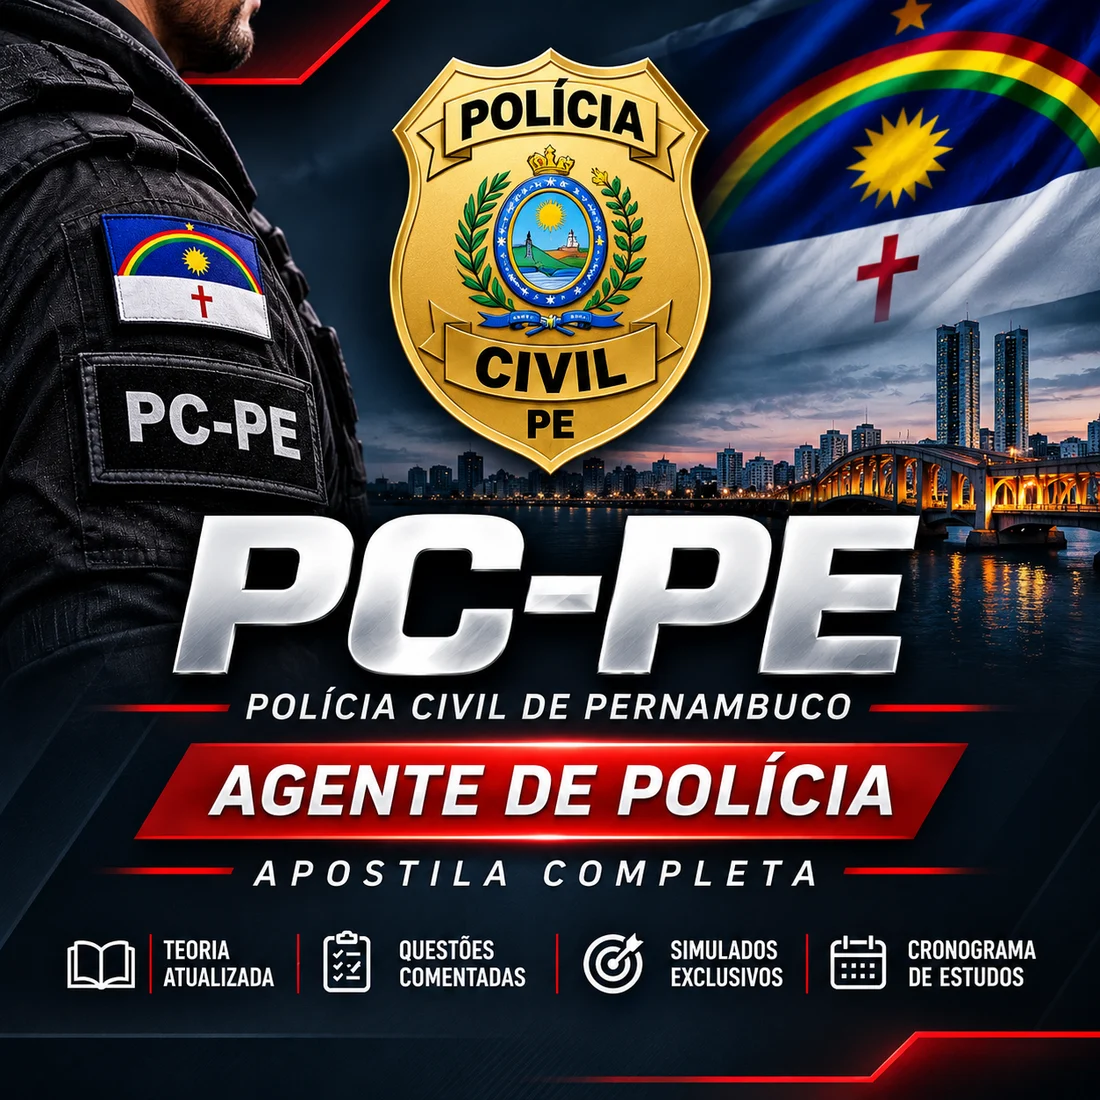 POLÍCIA
CIVIL
PE
PC-PE
PC-PE
POLÍCIA CIVIL DE PERNAMBUCO
AGENTE DE POLÍCIA
APOSTILA COMPLETA
TEORIA
ATUALIZADA
QUESTÕES
COMENTADAS
SIMULADOS
EXCLUSIVOS
CRONOGRAMA
DE ESTUDOS